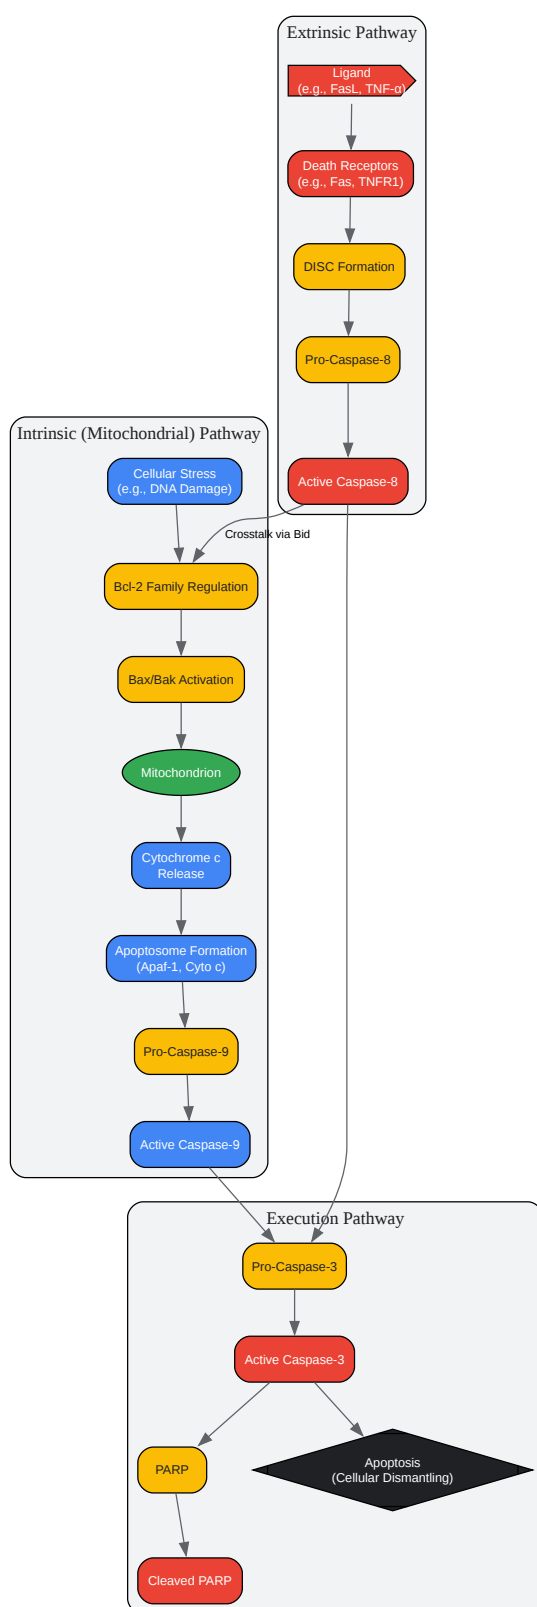 Extrinsic Pathway
Ligand
(e.g., FasL, TNF-α)
Death Receptors
(e.g., Fas, TNFR1)
DISC Formation
Pro-Caspase-8
Active Caspase-8
Crosstalk via Bid
Intrinsic (Mitochondrial) Pathway
Cellular Stress
(e.g., DNA Damage)
Bcl-2 Family Regulation
Bax/Bak Activation
Mitochondrion
Cytochrome c
Release
Apoptosome Formation
(Apaf-1, Cyto c)
Pro-Caspase-9
Active Caspase-9
Execution Pathway
Pro-Caspase-3
Active Caspase-3
PARP
Apoptosis
(Cellular Dismantling)
Cleaved PARP